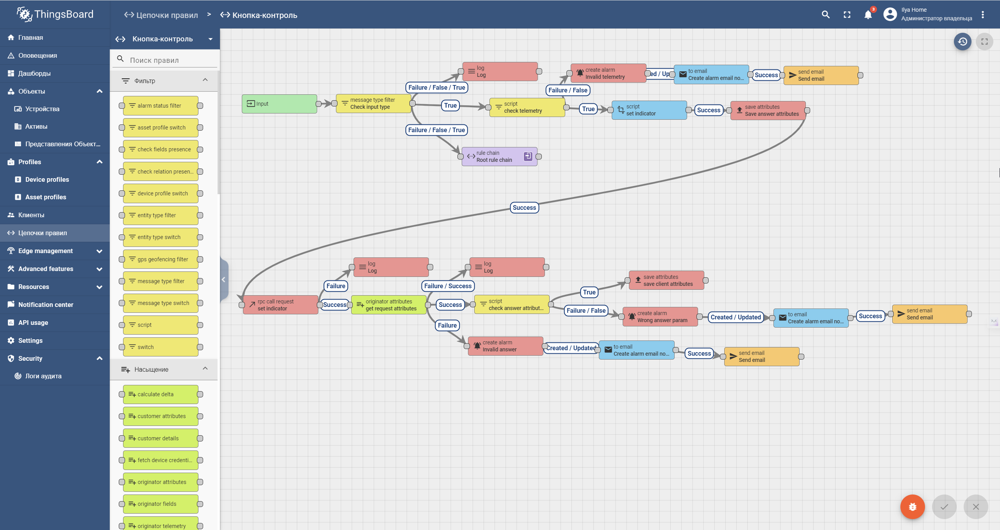 ThingsBoard
Цепочки правил
>
Кнопка-контроль
3
Ilya Home
Администратор владельца
Главная
Оповещения
Дашборды
Объекты
Устройства
Активы
Представления Объект...
Profiles
Device profiles
Asset profiles
Клиенты
Цепочки правил
Edge management
Advanced features
Resources
Notification center
API usage
Settings
Security
Логи аудита
Кнопка-контроль
Поиск правил
Фильтр
alarm status filter
asset profile switch
check fields presence
check relation presen...
device profile switch
entity type filter
entity type switch
gps geofencing filter
message type filter
message type switch
script
switch
Насыщение
calculate delta
customer attributes
customer details
fetch device credenti...
originator attributes
originator fields
originator telemetry
Input
message type filter
Check input type
Failure / False / True
log
Log
True
Failure / False / True
rule chain
Root rule chain
script
check telemetry
Failure / False
create alarm
Invalid telemetry
ed / Up
to email
Create alarm email no...
Success
send email
Send email
True
script
set indicator
Success
save attributes
Save answer attributes
Success
rpc call request
set indicator
Failure
log
Log
Success
originator attributes
get request attributes
Failure / Success
log
Log
Success
script
check answer attribut...
True
save attributes
save client attributes
Failure / False
create alarm
Wrong answer param
Created / Updated
to email
Create alarm email no...
Success
send email
Send email
Failure
create alarm
Invalid answer
Created / Updated
to email
Create alarm email no...
Success
send email
Send email